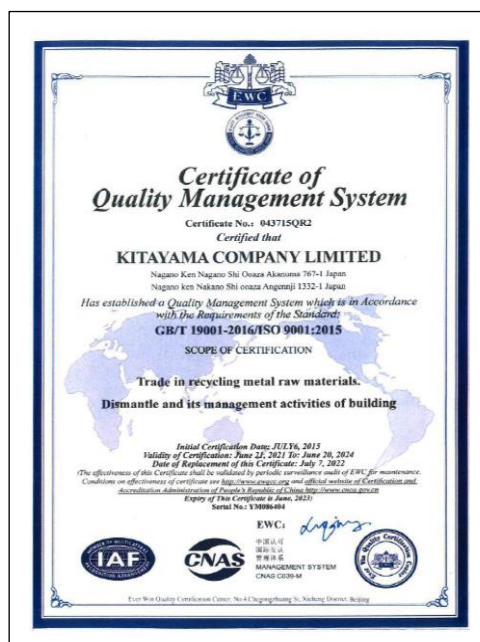 EWC
Certificate of
Quality Management System
Certificate No.: 043715QR2
Certified that
KITAYAMA COMPANY LIMITED
Nagano Ken Nagano Shi Ooaza Akanuma 767-1 Japan
Nagano ken Nakano Shi ooaza Angennji 1332-1 Japan
Has established a Quality Management System which is in Accordance
with the Requirements of the Standard:
GB/T 19001-2016/ISO 9001:2015
SCOPE OF CERTIFICATION
Trade in recycling metal raw materials.
Dismantle and its management activities of building
Initial Certification Date: JULY6, 2015
Validity of Certification: June 21, 2021 To: June 20, 2024
Date of Replacement of this Certificate: July 7, 2022
(The effectiveness of this Certificate shall be validated by periodic surveillance audit of EWC for maintenance.
Conditions on effectiveness of certificate see http://www.ewqcc.org and official website of Certification and
Accreditation Administration of People's Republic of China http://www.cnca.gov.cn
Expiry of This Certificate is June, 2023)
Serial No.: YM086404
EWC:
IAF
CNAS
中国认可
国际互认
管理体系
MANAGEMENT SYSTEM
CNAS C039-M
Ever Win Quality Certification Center
Ever Win Quality Certification Center, No.4 Chegongzhuang St, Xicheng District, Beijing